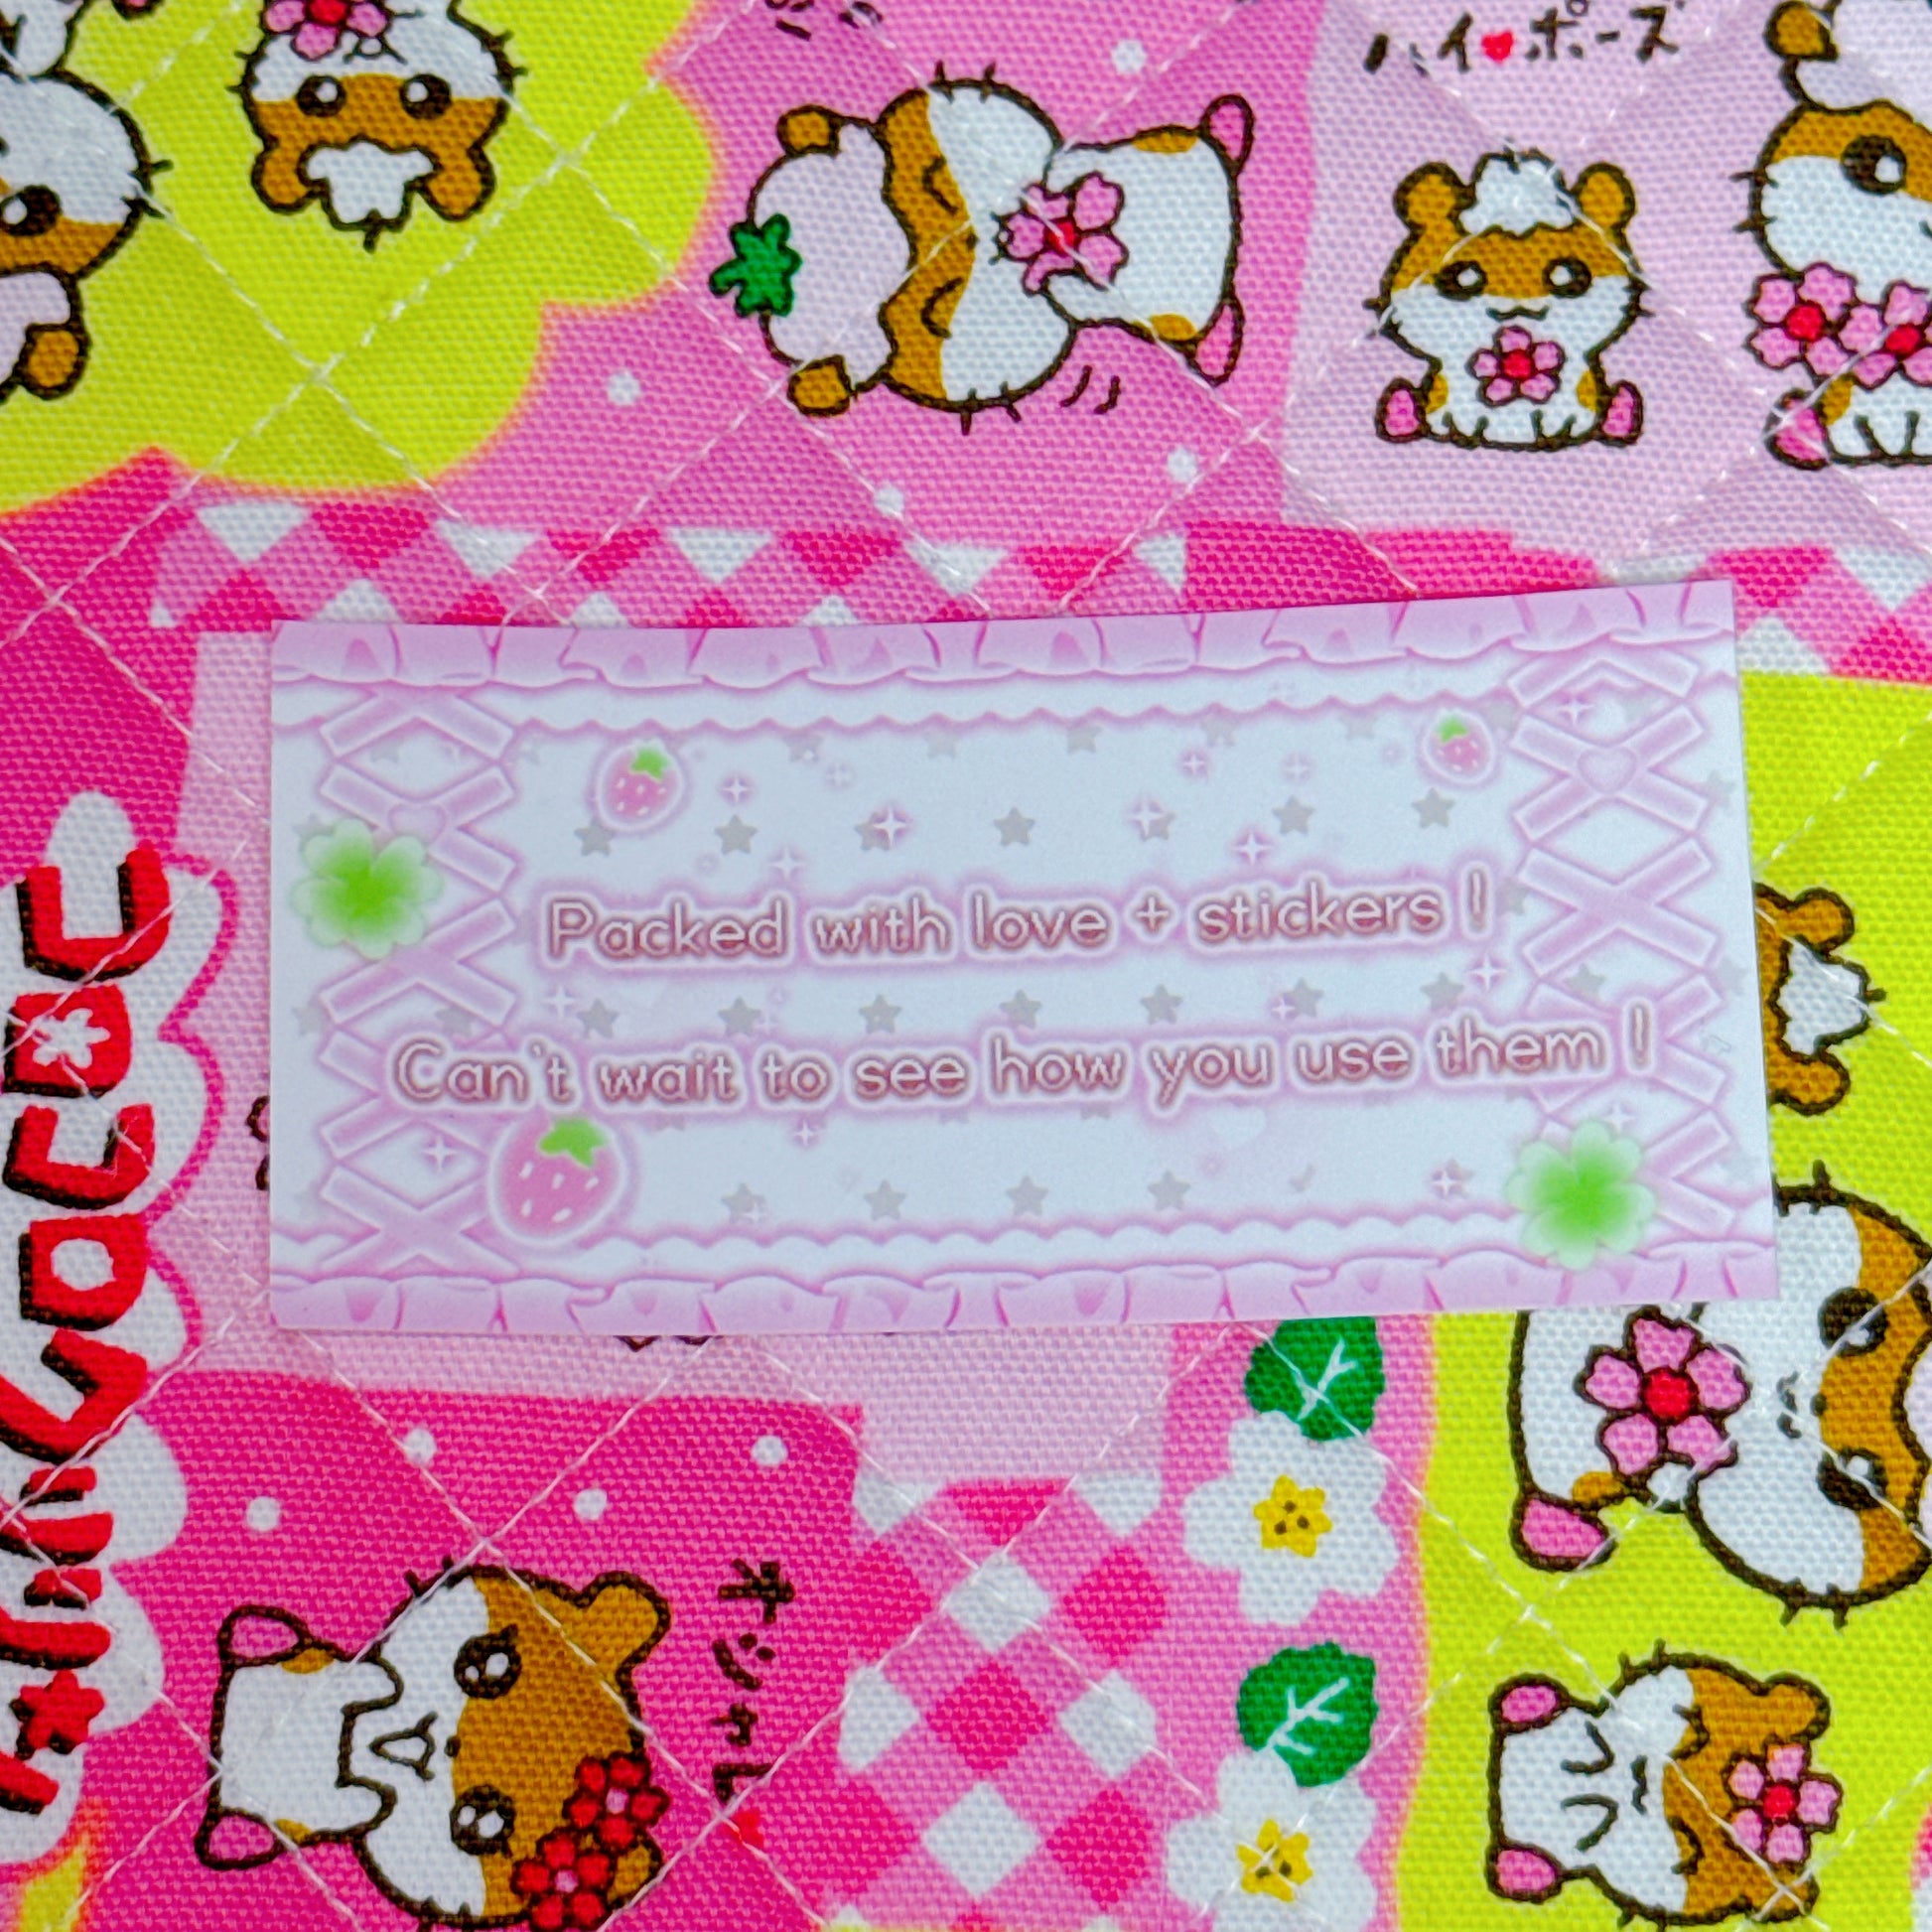 ハイ♥ポーズ
Packed with love + stickers !
Can't wait to see how you use them !
オシャレ